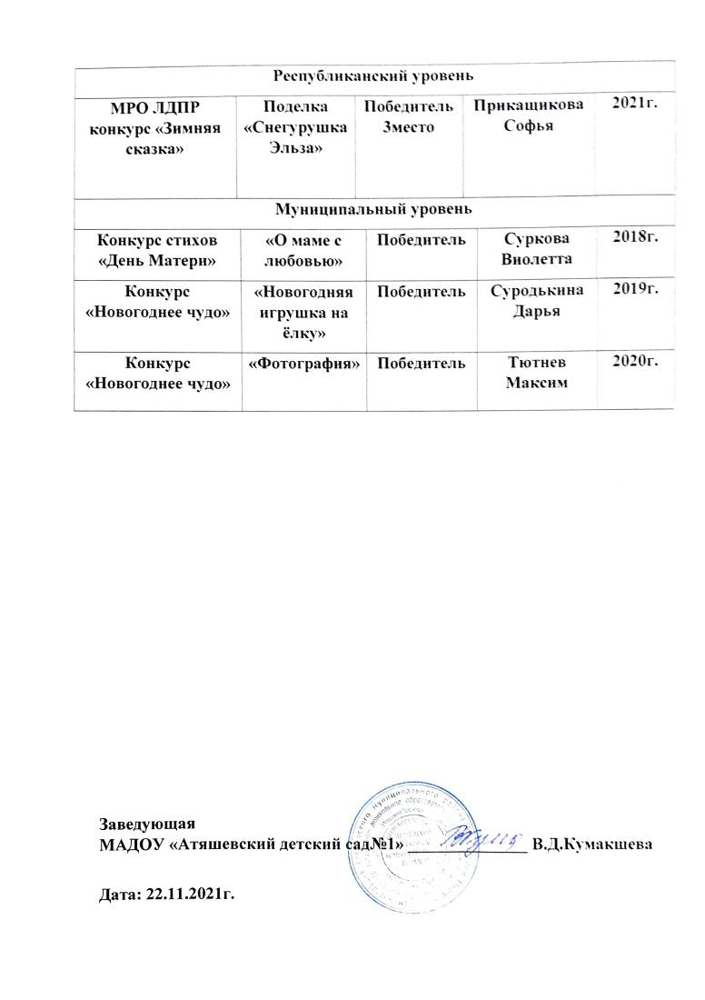 Республиканский уровень
МРО ЛДПР Поделка Победитель Прикащикова 2021г.
конкурс «Зимняя «Снегурушка 3место Софья
сказка» Эльза»
Муниципальный уровень
Конкурс стихов «О маме с Победитель Суркова 2018г.
«День Матери» любовью» Виолетта
Конкурс «Новогодняя Победитель Суродькина 2019г.
«Новогоднее чудо» игрушка на Дарья
ёлку»
Конкурс «Фотография» Победитель Тютнев 2020г.
«Новогоднее чудо» Максим
Заведующая
МАДОУ «Атяшевский детский сад№1» В.Д.Кумакшева
Дата: 22.11.2021г.
муниципального
дошкольное